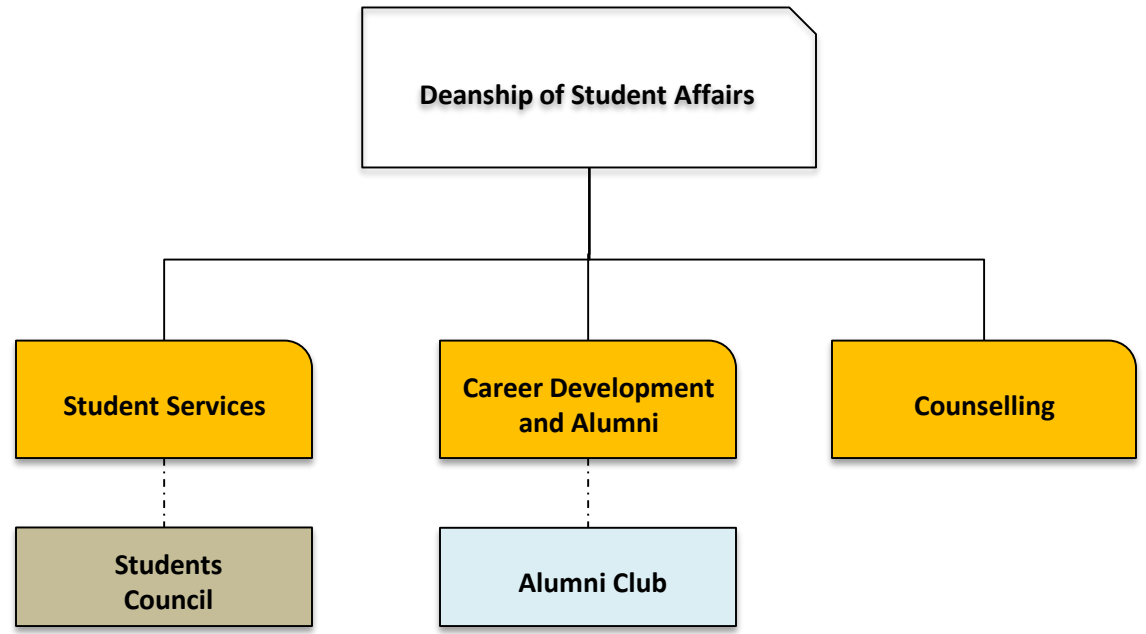 Deanship of Student Affairs
Student Services
Career Development
and Alumni
Counselling
Students
Council
Alumni Club